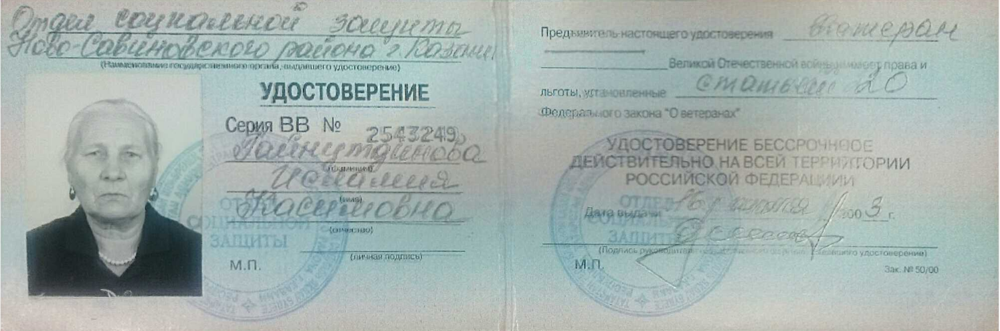 Отдел социальной защиты
Ново-Савиновского района г. Казани
(Наименование государственного органа, выдавшего удостоверение)
УДОСТОВЕРЕНИЕ
Серия ВВ № 2543249
Гайнутдинова
(фамилия)
Исламия
(имя)
Касимовна
(отчество)
(личная подпись)
М.П.
ОТДЕЛ
СОЦИАЛЬНОЙ
ЗАЩИТЫ
Предъявитель настоящего удостоверения ветеран
Великой Отечественной войны имеет права и
льготы, установленные статьей 20
Федерального закона "О ветеранах"
УДОСТОВЕРЕНИЕ БЕССРОЧНОЕ
ДЕЙСТВИТЕЛЬНО НА ВСЕЙ ТЕРРИТОРИИ
РОССИЙСКОЙ ФЕДЕРАЦИИ
Дата выдачи 2003 г.
(Подпись руководителя государственного органа, выдавшего удостоверение)
М.П.
Зак. № 50/00
ОТДЕЛ
СОЦИАЛЬНОЙ
ЗАЩИТЫ